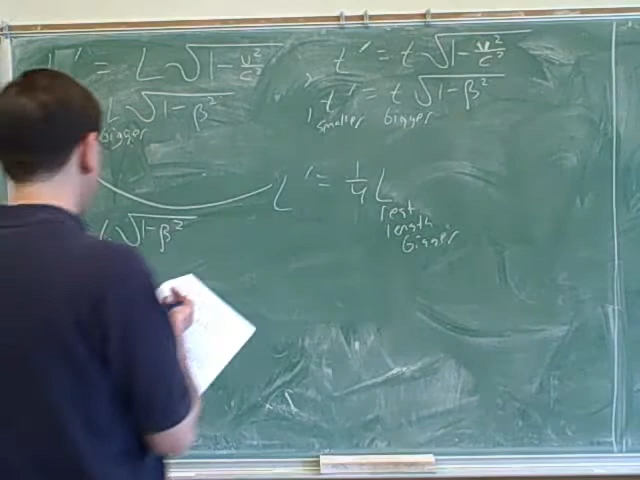 L' = L √1-v²/c²
t' = t √1-v²/c²
L √1-β²
bigger
t' = t √1-β²
smaller bigger
L' = 1/4 L
rest
length
bigger
L √1-β²